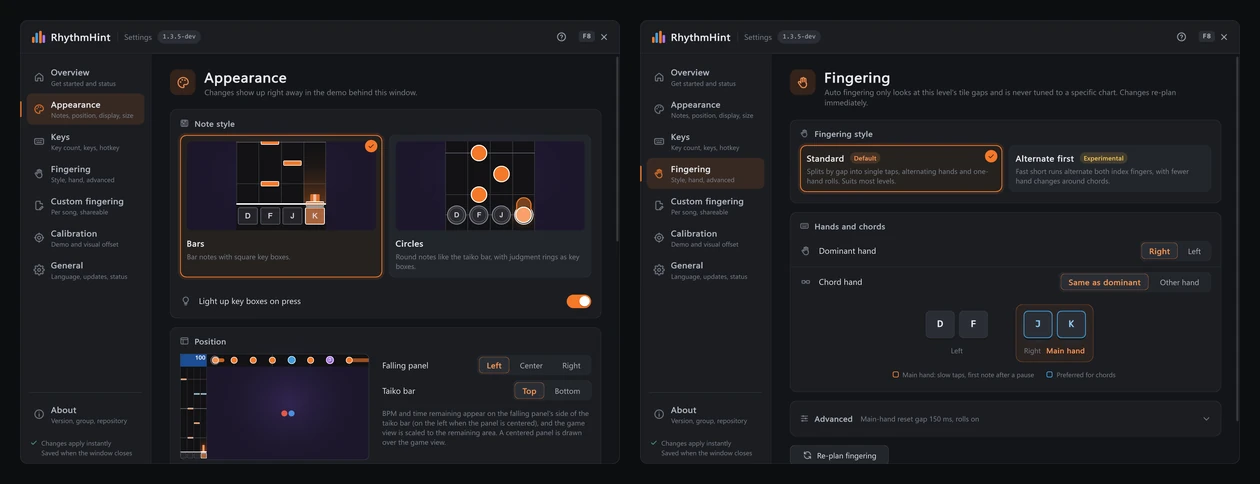 RhythmHint Settings 1.3.5-dev F8
Overview
Get started and status
Appearance
Notes, position, display, size
Keys
Key count, keys, hotkey
Fingering
Style, hand, advanced
Custom fingering
Per song, shareable
Calibration
Demo and visual offset
General
Language, updates, status
About
Version, group, repository
Changes apply instantly
Saved when the window closes
Appearance
Changes show up right away in the demo behind this window.
Note style
D F J K
Bars
Bar notes with square key boxes.
D F J
Circles
Round notes like the taiko bar, with judgment rings as key
boxes.
Light up key boxes on press
Position
100
Falling panel Left Center Right
Taiko bar Top Bottom
BPM and time remaining appear on the falling panel's side of the
taiko bar (on the left when the panel is centered), and the game
view is scaled to the remaining area. A centered panel is drawn
over the game view.
RhythmHint Settings 1.3.5-dev F8
Overview
Get started and status
Appearance
Notes, position, display, size
Keys
Key count, keys, hotkey
Fingering
Style, hand, advanced
Custom fingering
Per song, shareable
Calibration
Demo and visual offset
General
Language, updates, status
About
Version, group, repository
Changes apply instantly
Saved when the window closes
Fingering
Auto fingering only looks at this level's tile gaps and is never tuned to a specific chart. Changes re-plan
immediately.
Fingering style
Standard Default
Splits by gap into single taps, alternating hands and one-
hand rolls. Suits most levels.
Alternate first Experimental
Fast short runs alternate both index fingers, with fewer
hand changes around chords.
Hands and chords
Dominant hand Right Left
Chord hand Same as dominant Other hand
D F J K
Left Right Main hand
Main hand: slow taps, first note after a pause Preferred for chords
Advanced Main-hand reset gap 150 ms, rolls on
Re-plan fingering